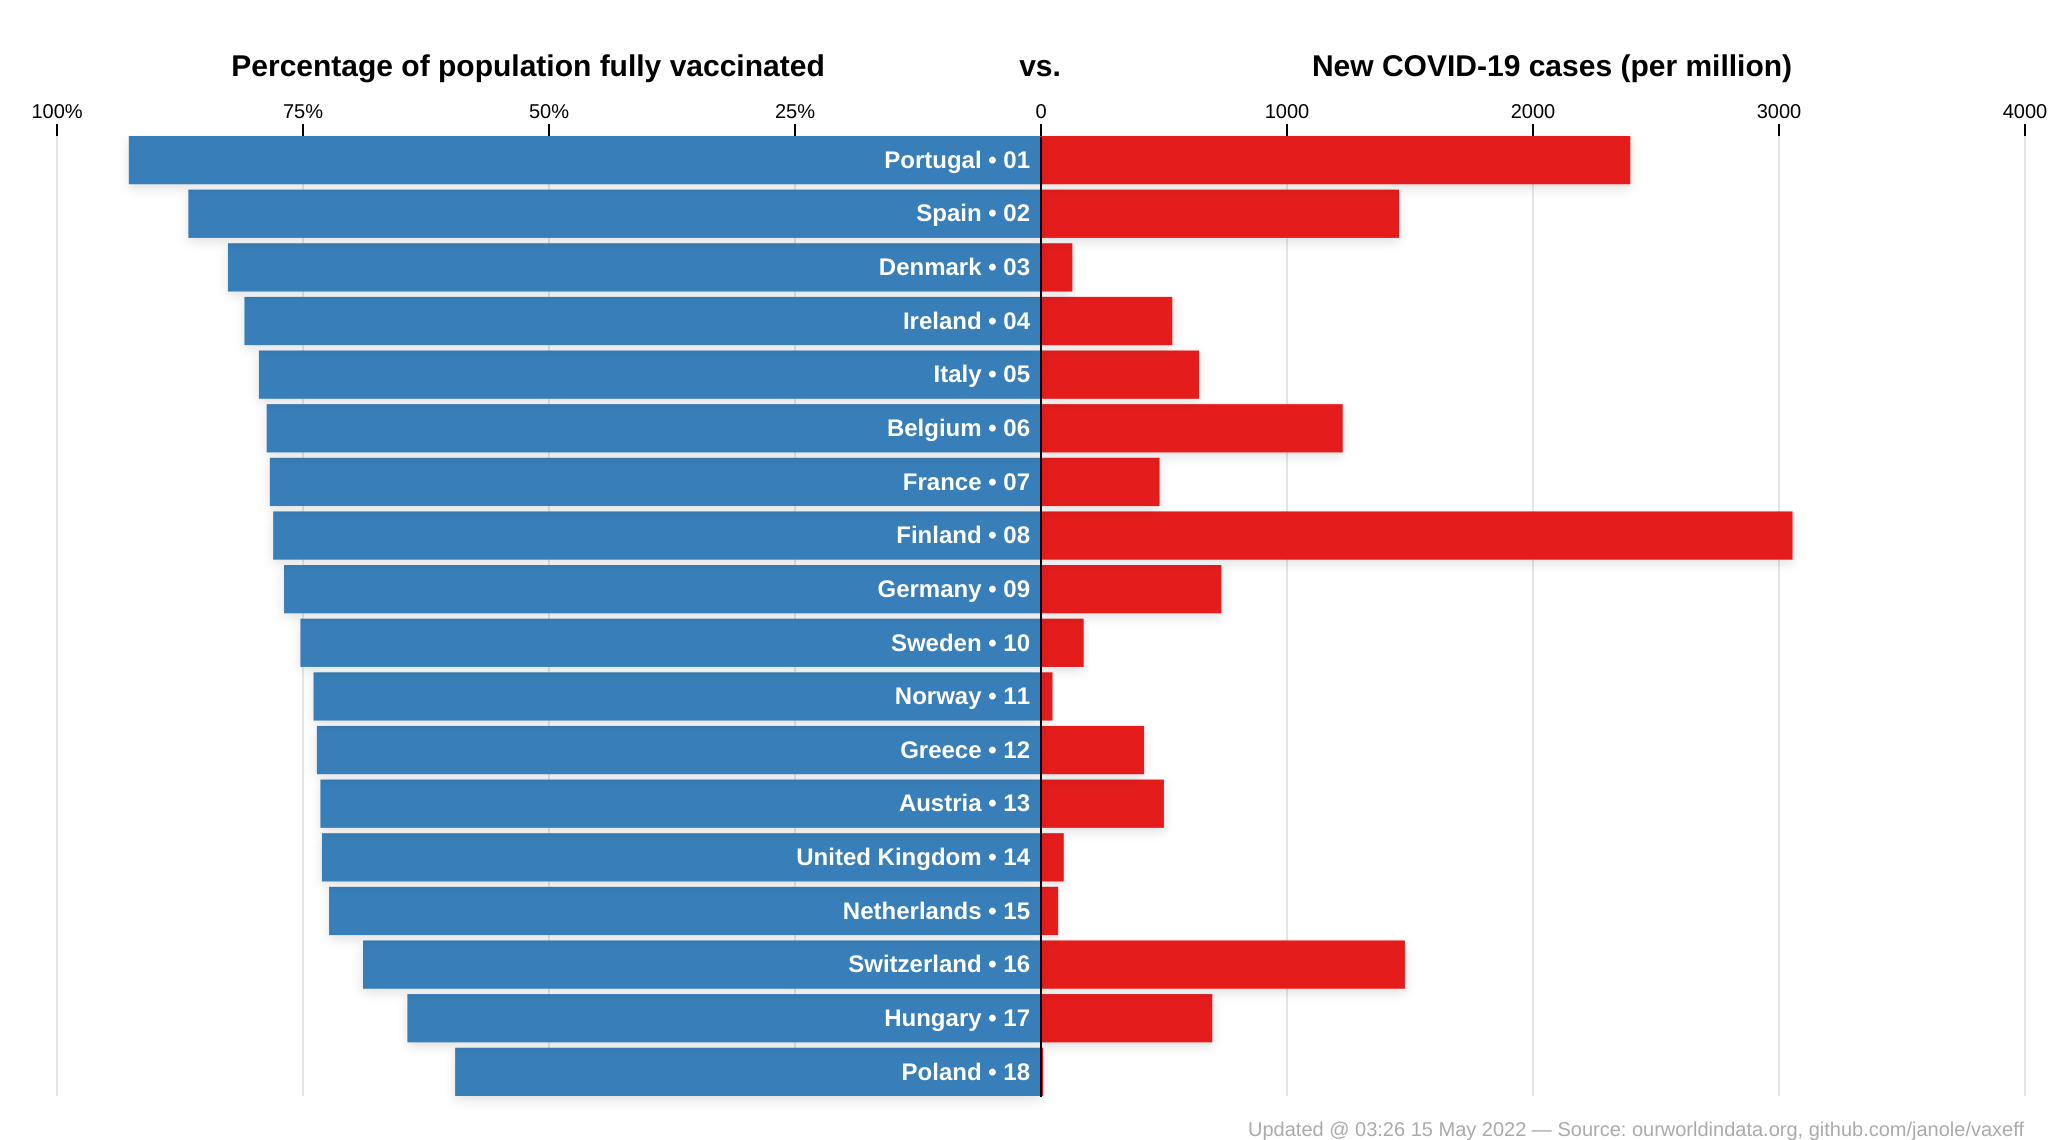 Percentage of population fully vaccinated vs. New COVID-19 cases (per million)
100% 75% 50% 25% 0 1000 2000 3000 4000
Portugal • 01
Spain • 02
Denmark • 03
Ireland • 04
Italy • 05
Belgium • 06
France • 07
Finland • 08
Germany • 09
Sweden • 10
Norway • 11
Greece • 12
Austria • 13
United Kingdom • 14
Netherlands • 15
Switzerland • 16
Hungary • 17
Poland • 18
Updated @ 03:26 15 May 2022 — Source: ourworldindata.org, github.com/janole/vaxeff